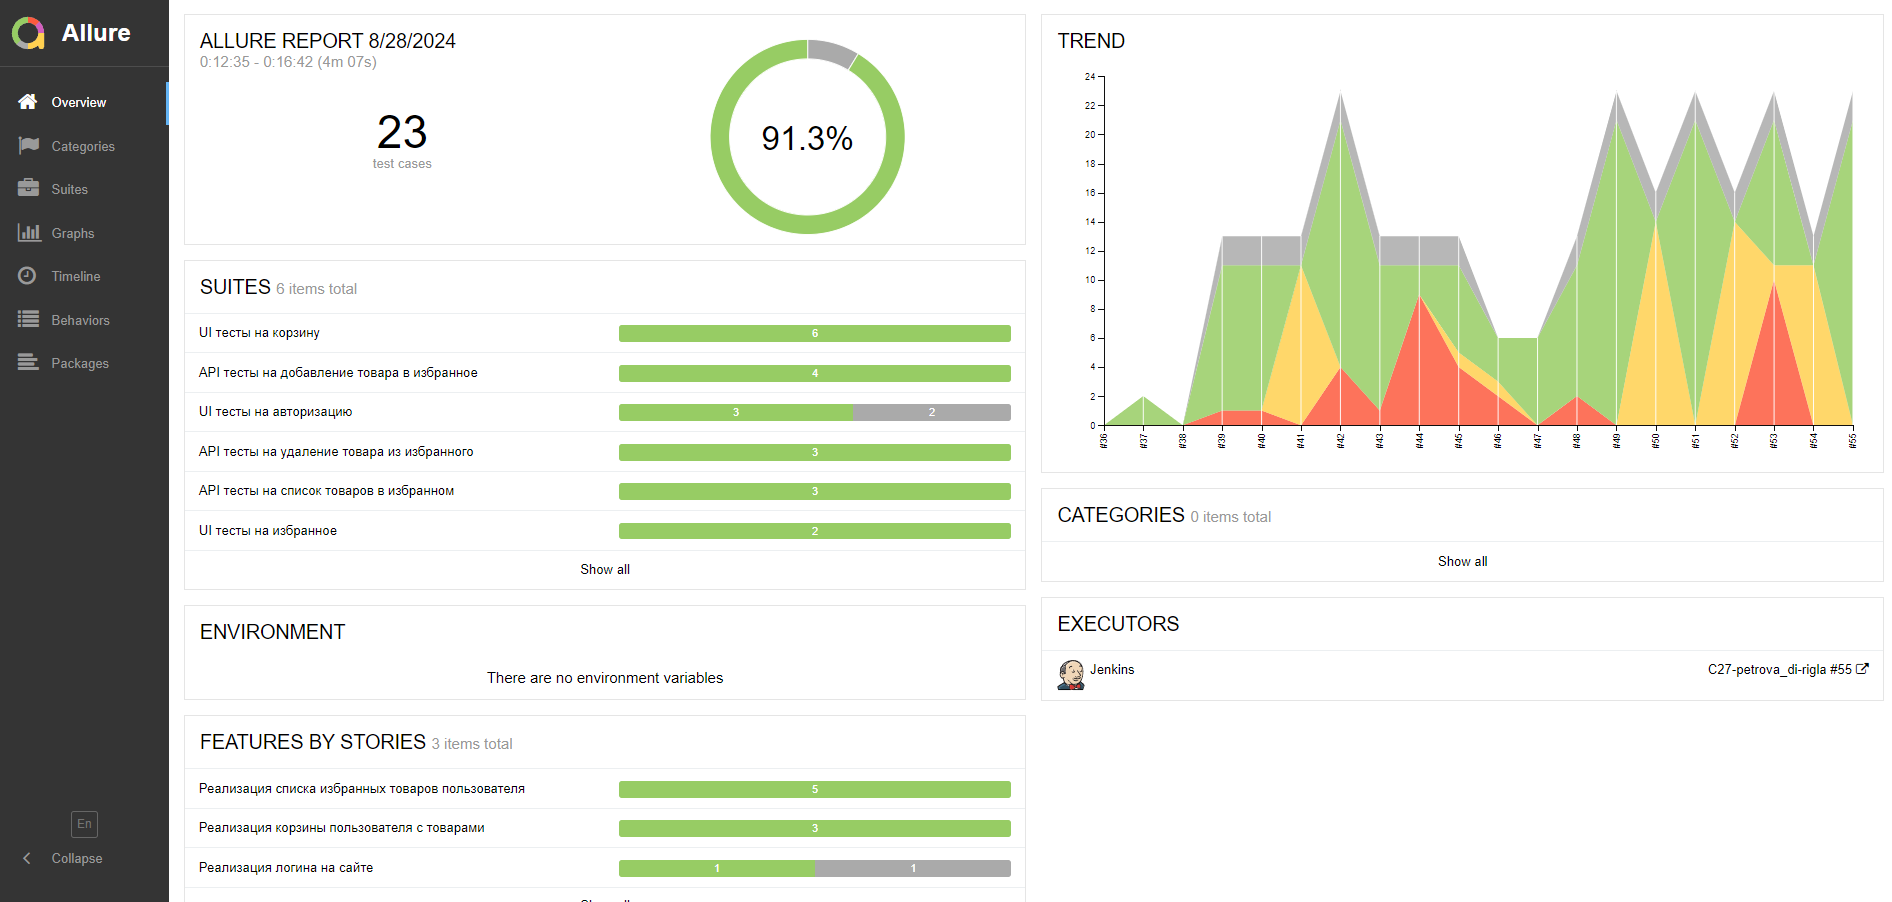 Allure
Overview
Categories
Suites
Graphs
Timeline
Behaviors
Packages
En
Collapse
ALLURE REPORT 8/28/2024
0:12:35 - 0:16:42 (4m 07s)
23
test cases
91.3%
SUITES 6 items total
UI тесты на корзину 6
API тесты на добавление товара в избранное 4
UI тесты на авторизацию 3 2
API тесты на удаление товара из избранного 3
API тесты на список товаров в избранном 3
UI тесты на избранное 2
Show all
ENVIRONMENT
There are no environment variables
FEATURES BY STORIES 3 items total
Реализация списка избранных товаров пользователя 5
Реализация корзины пользователя с товарами 3
Реализация логина на сайте 1 1
TREND
24
22
20
18
16
14
12
10
8
6
4
2
0
#36 #37 #38 #39 #40 #41 #42 #43 #44 #45 #46 #47 #48 #49 #50 #51 #52 #53 #54 #55
CATEGORIES 0 items total
Show all
EXECUTORS
Jenkins C27-petrova_di-rigla #55